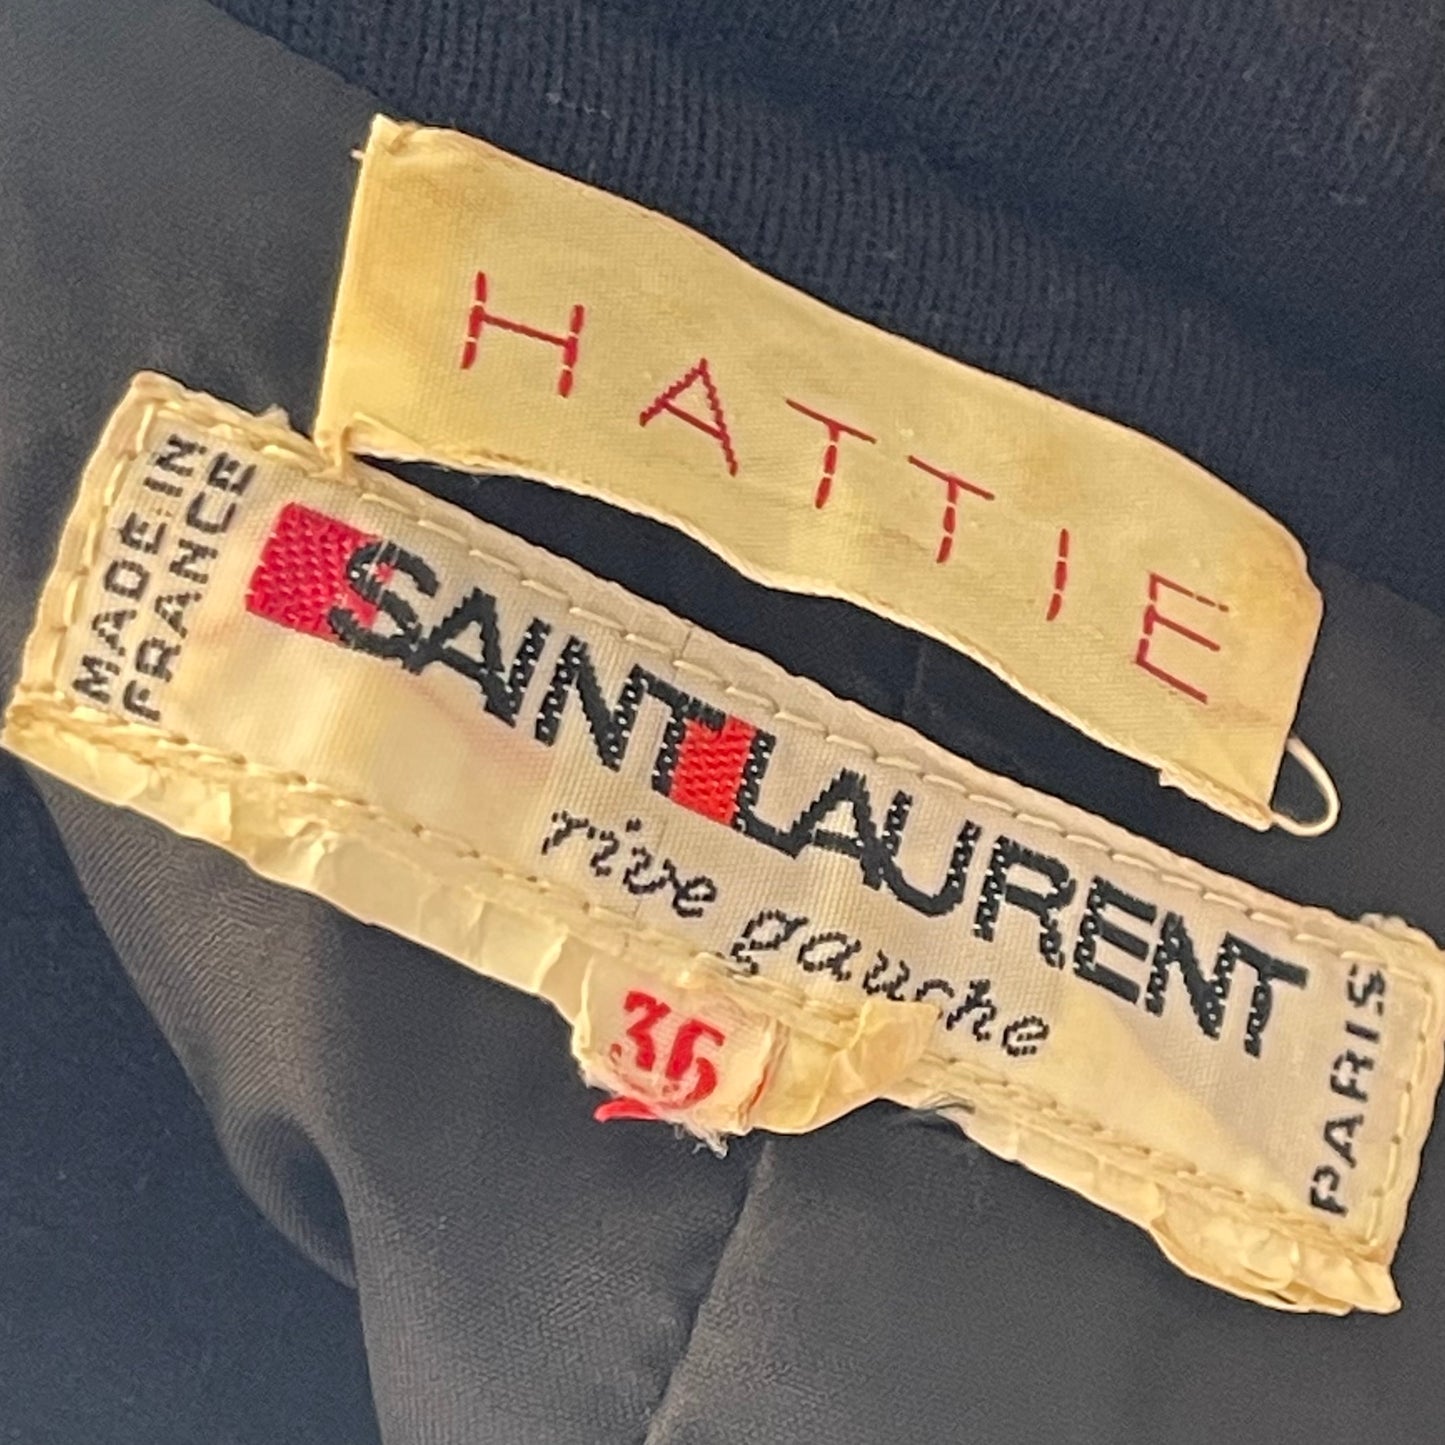 HATTIE
MADE IN
FRANCE
SAINT LAURENT
rive gauche
PARIS
36